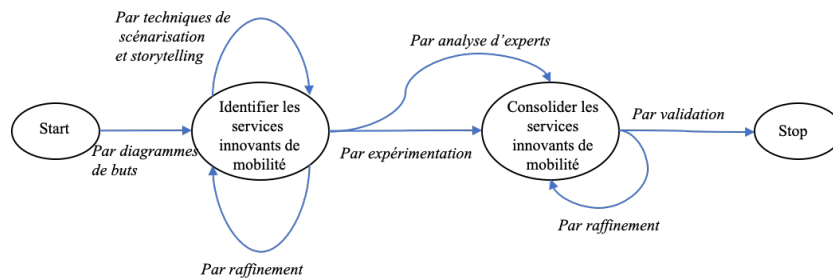 Par techniques de
scénarisation
et storytelling
Par analyse d'experts
Start
Identifier les
services
innovants de
mobilité
Consolider les
services
innovants de
mobilité
Par validation
Stop
Par diagrammes
de buts
Par expérimentation
Par raffinement
Par raffinement